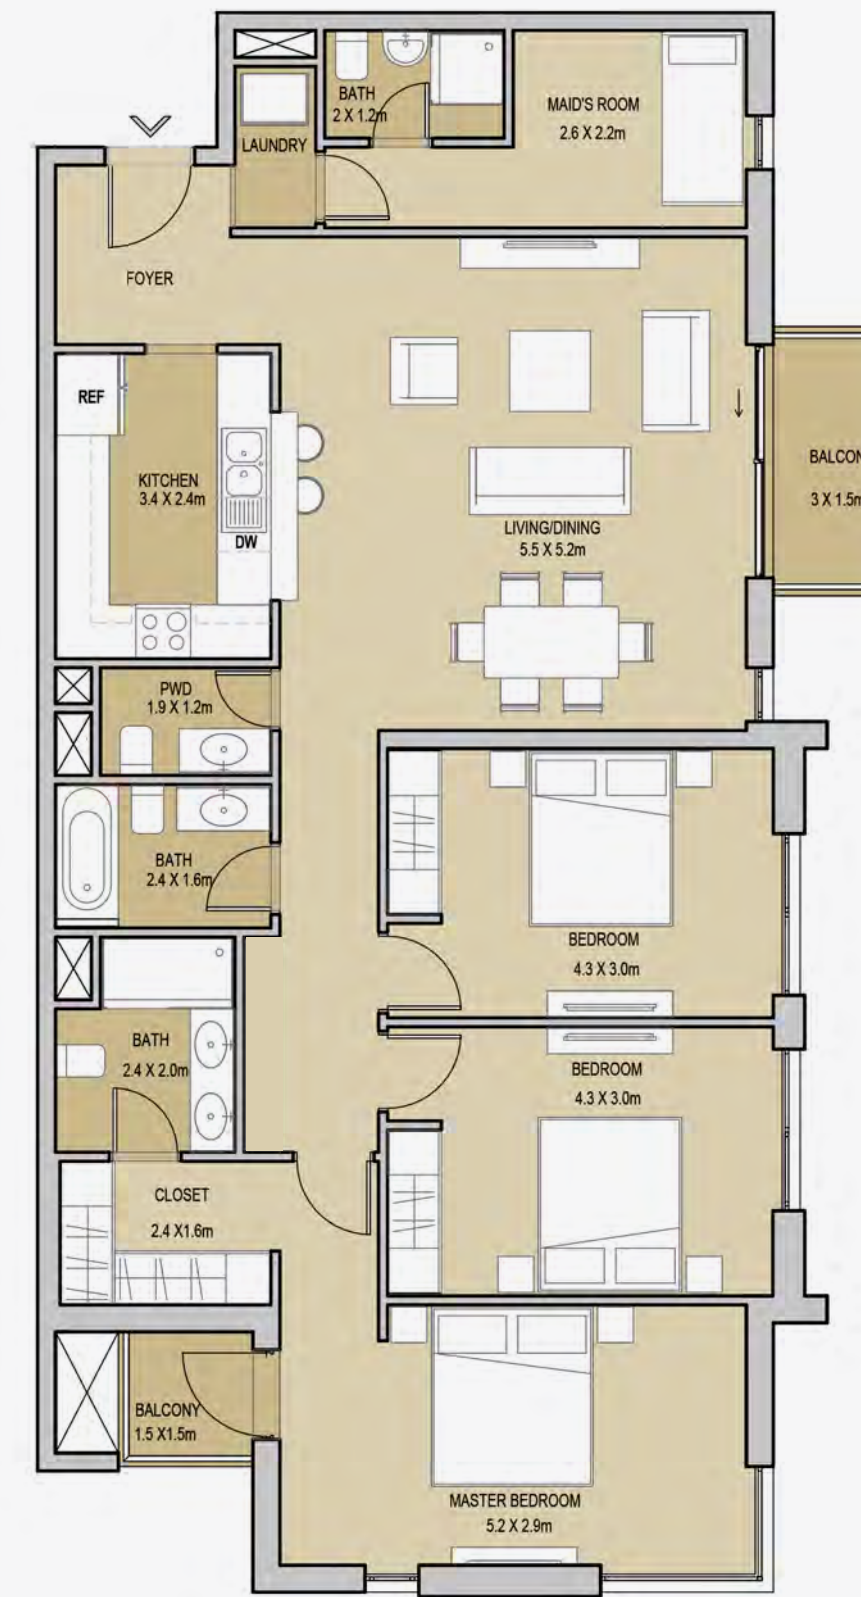 BATH
2 X 1.2m
MAID'S ROOM
2.6 X 2.2m
LAUNDRY
FOYER
REF
KITCHEN
3.4 X 2.4m
DW
BALCON
3 X 1.5m
LIVING/DINING
5.5 X 5.2m
PWD
1.9 X 1.2m
BATH
2.4 X 1.6m
BEDROOM
4.3 X 3.0m
BATH
2.4 X 2.0m
BEDROOM
4.3 X 3.0m
CLOSET
2.4 X1.6m
BALCONY
1.5 X1.5m
MASTER BEDROOM
5.2 X 2.9m